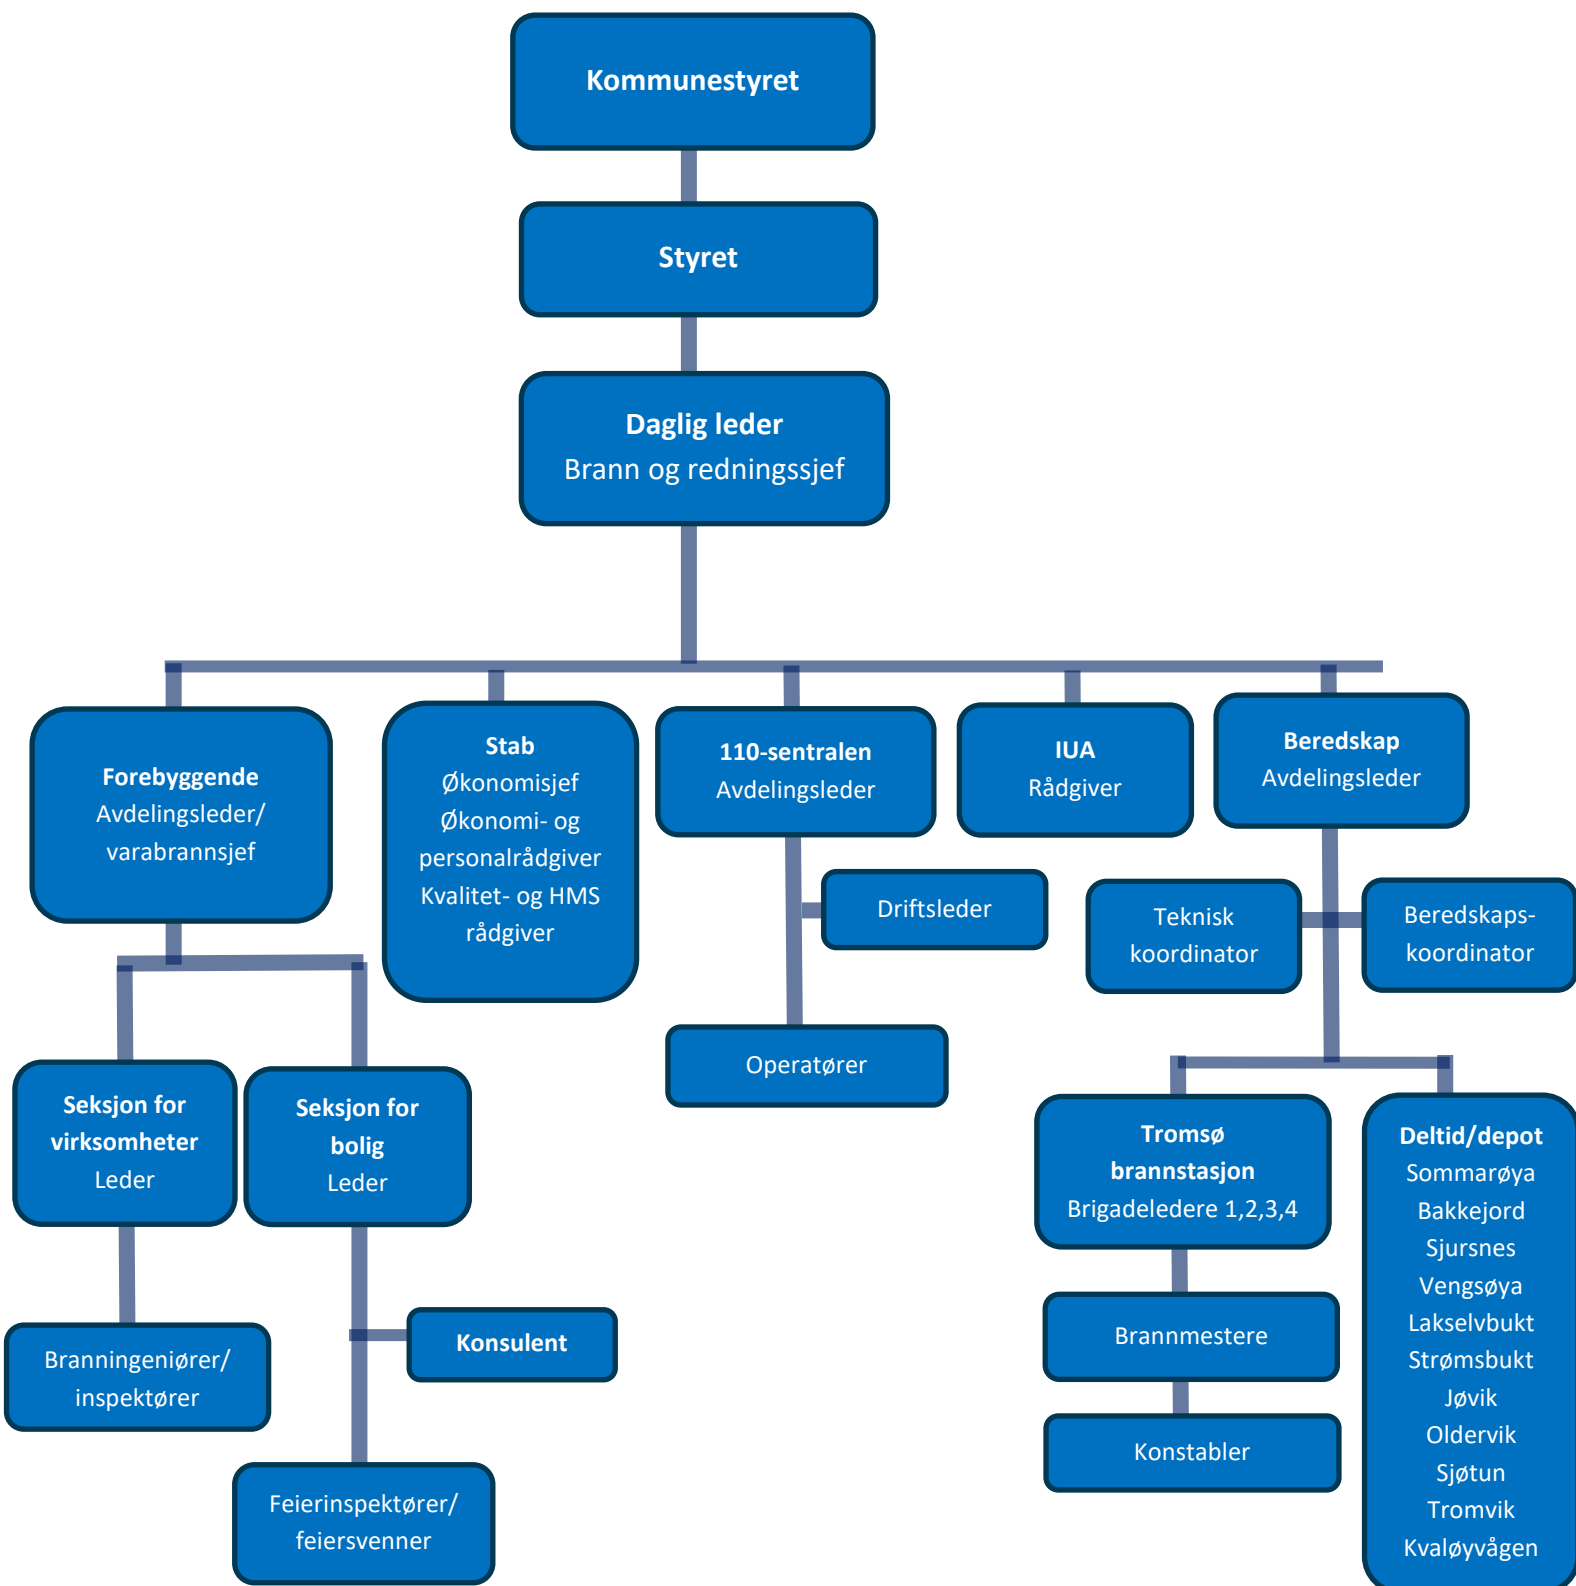 Kommunestyret
Styret
Daglig leder
Brann og redningssjef
Forebyggende
Avdelingsleder/
varabrannsjef
Stab
Økonomisjef
Økonomi- og
personalrådgiver
Kvalitet- og HMS
rådgiver
110-sentralen
Avdelingsleder
IUA
Rådgiver
Beredskap
Avdelingsleder
Driftsleder
Teknisk
koordinator
Beredskaps-
koordinator
Operatører
Seksjon for
virksomheter
Leder
Seksjon for
bolig
Leder
Tromsø
brannstasjon
Brigadeledere 1,2,3,4
Deltid/depot
Sommarøya
Bakkejord
Sjursnes
Vengsøya
Lakselvbukt
Strømsbukt
Jøvik
Oldervik
Sjøtun
Tromvik
Kvaløyvågen
Branningeniører/
inspektører
Konsulent
Brannmestere
Konstabler
Feierinspektører/
feiersvenner